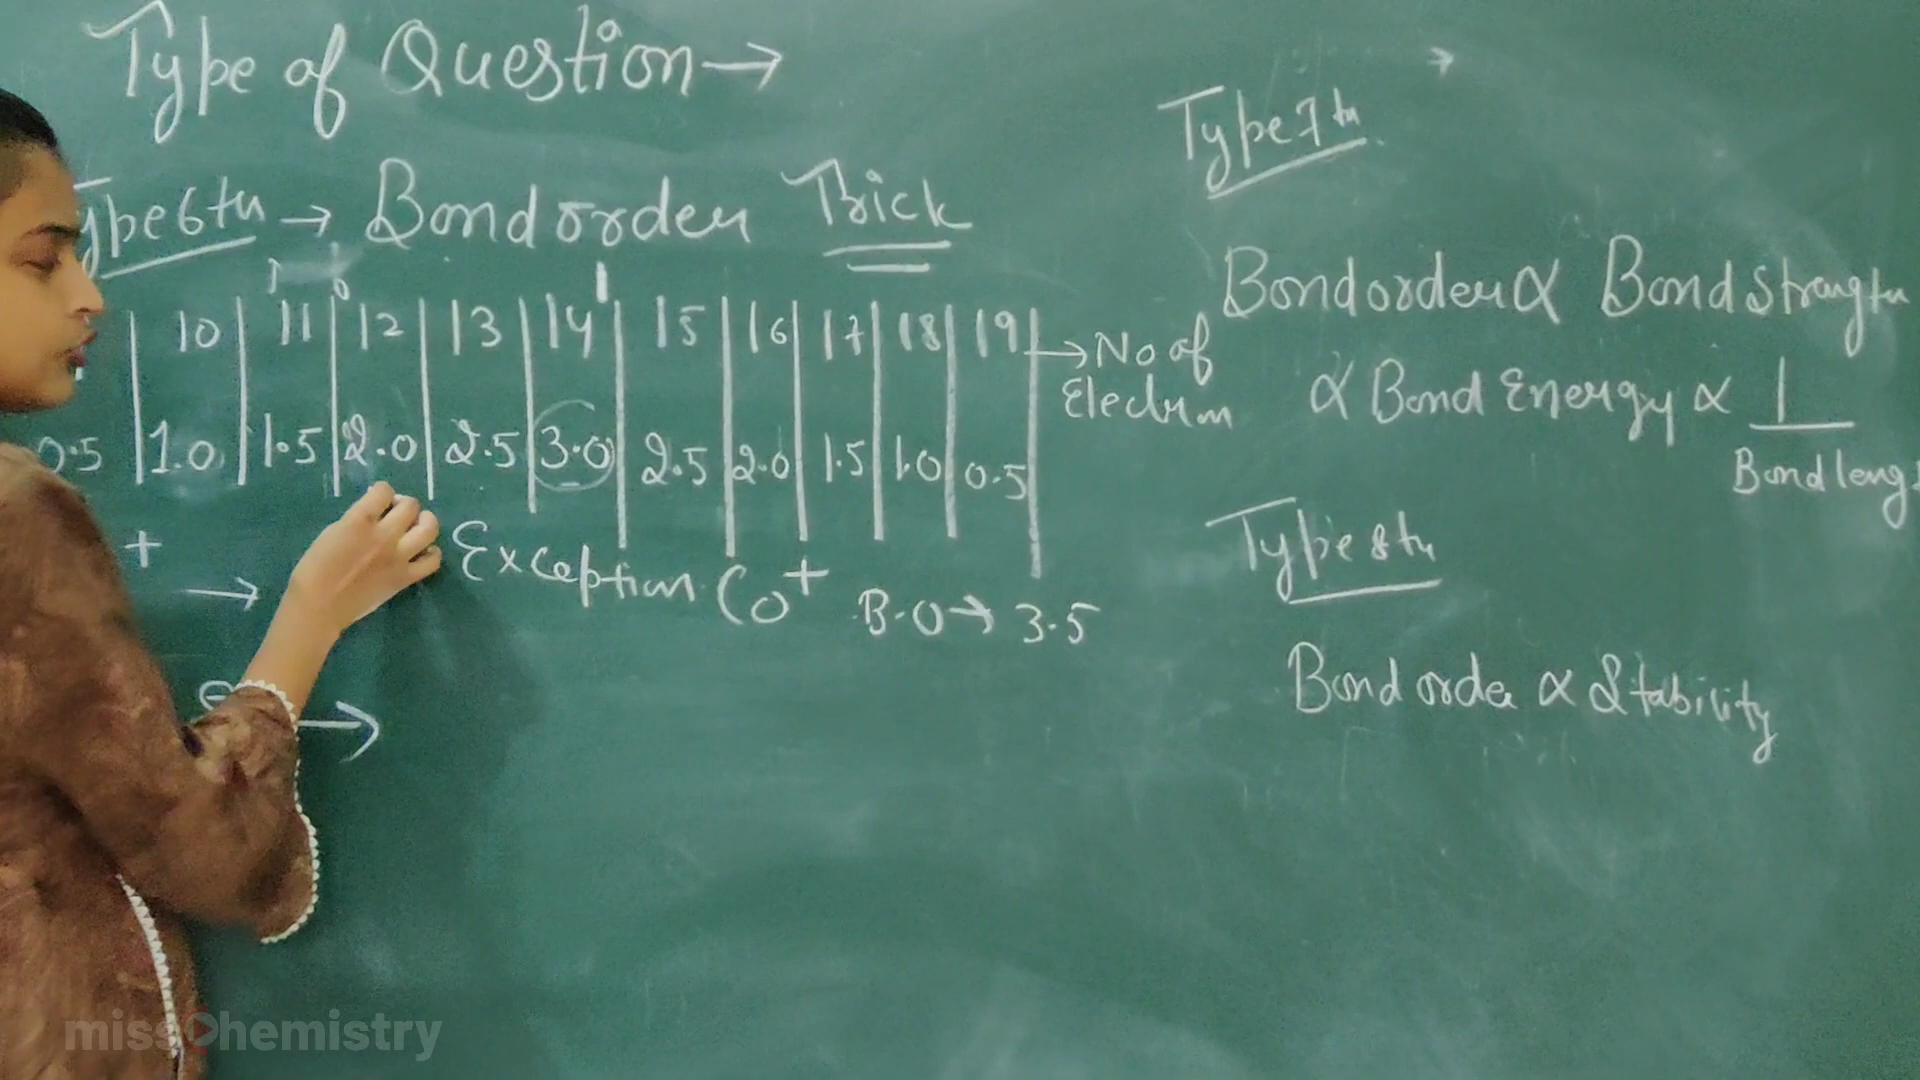 Type of Question →
Type 6th → Bond order Trick
10 | 11 | 12 | 13 | 14 | 15 | 16 | 17 | 18 | 19 → No of Electron
0.5 | 1.0 | 1.5 | 2.0 | 2.5 | 3.0 | 2.5 | 2.0 | 1.5 | 1.0 | 0.5
+ →
Exception. CO+ B.O → 3.5
→
Type 7th
Bond order ∝ Bond Strength
∝ Bond Energy ∝ 1
Bond leng
Type 8th
Bond order ∝ Stability
missChemistry